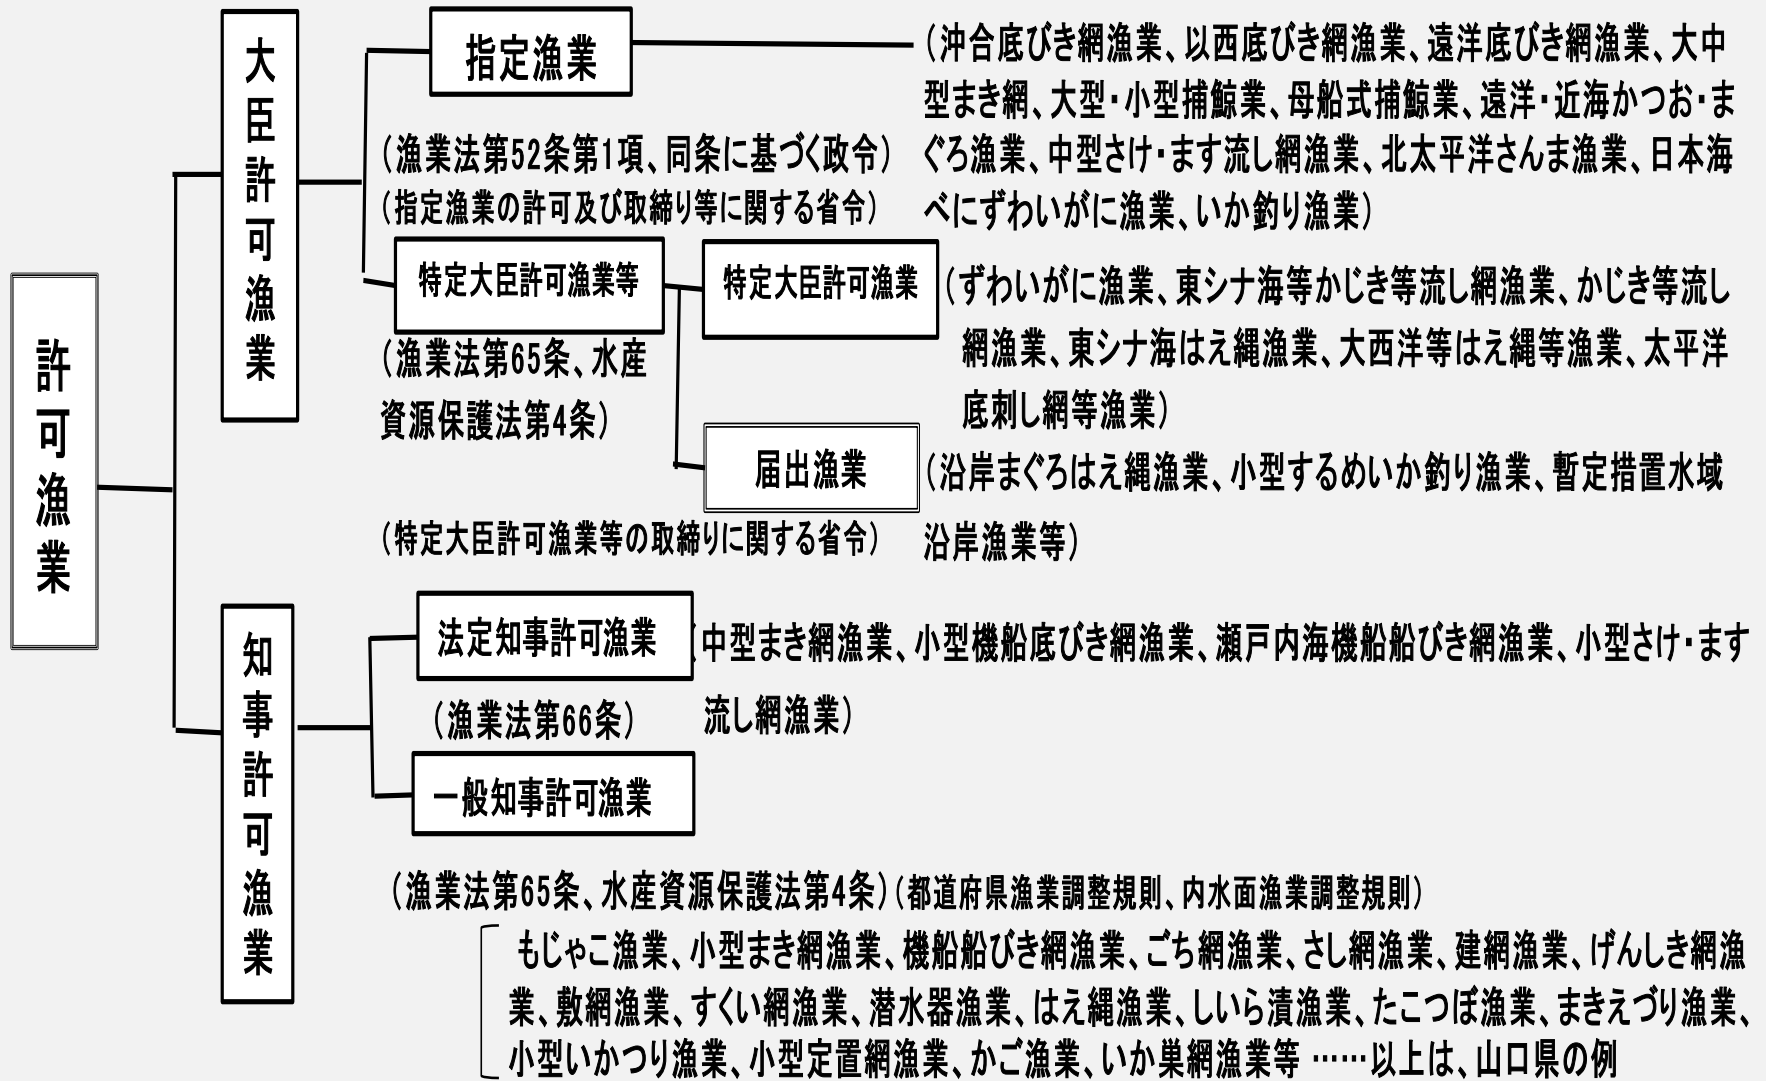 許可漁業
大臣許可漁業
指定漁業
（沖合底びき網漁業、以西底びき網漁業、遠洋底びき網漁業、大中
型まき網、大型・小型捕鯨業、母船式捕鯨業、遠洋・近海かつお・ま
ぐろ漁業、中型さけ・ます流し網漁業、北太平洋さんま漁業、日本海
べにずわいがに漁業、いか釣り漁業）
（漁業法第52条第1項、同条に基づく政令）
（指定漁業の許可及び取締り等に関する省令）
特定大臣許可漁業等
（漁業法第65条、水産
資源保護法第4条）
特定大臣許可漁業
（ずわいがに漁業、東シナ海等かじき等流し網漁業、かじき等流し
網漁業、東シナ海はえ縄漁業、大西洋等はえ縄等漁業、太平洋
底刺し網等漁業）
届出漁業
（沿岸まぐろはえ縄漁業、小型するめいか釣り漁業、暫定措置水域
沿岸漁業等）
（特定大臣許可漁業等の取締りに関する省令）
知事許可漁業
法定知事許可漁業
（中型まき網漁業、小型機船底びき網漁業、瀬戸内海機船船びき網漁業、小型さけ・ます
流し網漁業）
（漁業法第66条）
一般知事許可漁業
（漁業法第65条、水産資源保護法第4条）（都道府県漁業調整規則、内水面漁業調整規則）
もじゃこ漁業、小型まき網漁業、機船船びき網漁業、ごち網漁業、さし網漁業、建網漁業、げんしき網漁
業、敷網漁業、すくい網漁業、潜水器漁業、はえ縄漁業、しいら漬漁業、たこつぼ漁業、まきえづり漁業、
小型いかつり漁業、小型定置網漁業、かご漁業、いか巣網漁業等 ……以上は、山口県の例